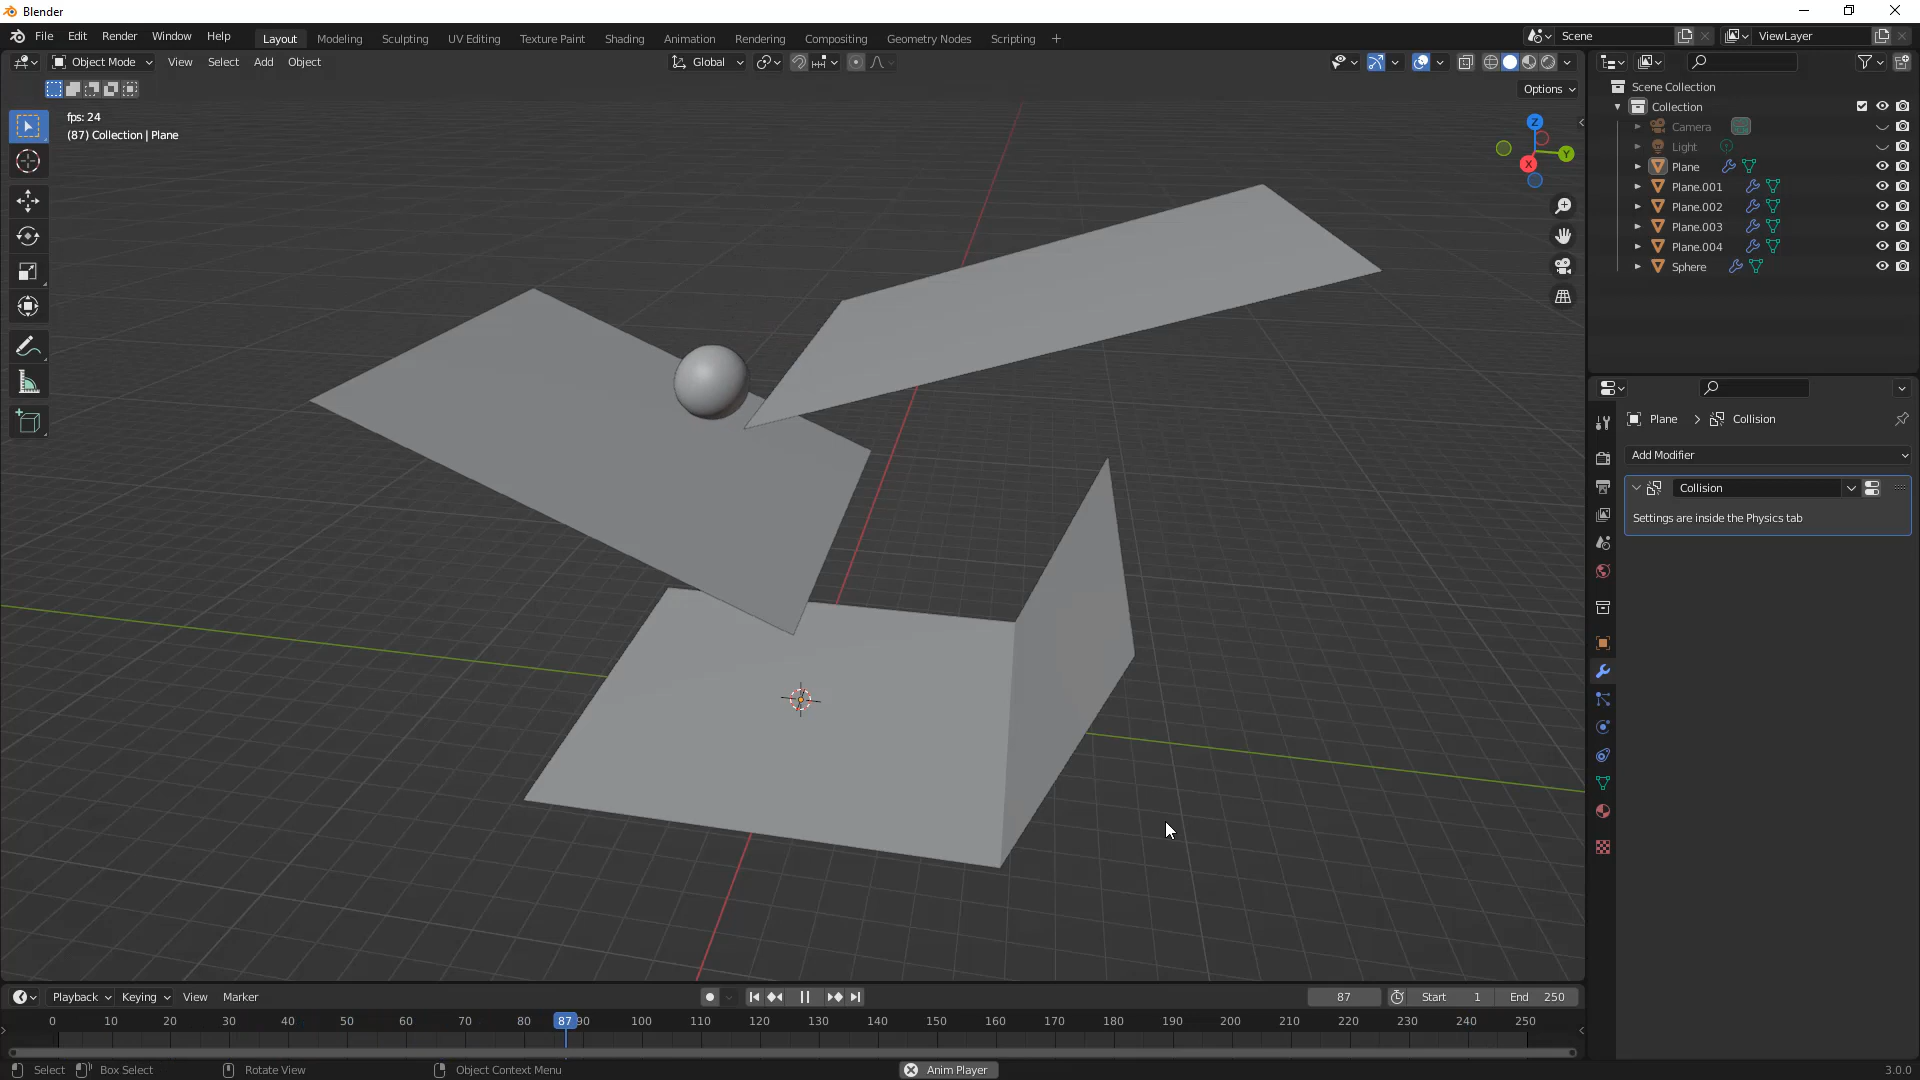 Blender
File Edit Render Window Help
Layout Modeling Sculpting UV Editing Texture Paint Shading Animation Rendering Compositing Geometry Nodes Scripting +
Scene
ViewLayer
Object Mode View Select Add Object
Global
Options
fps: 24
(87) Collection | Plane
Z
Y
X
Scene Collection
Collection
Camera
Light
Plane
Plane.001
Plane.002
Plane.003
Plane.004
Sphere
Plane > Collision
Add Modifier
Collision
Settings are inside the Physics tab
Playback Keying View Marker
87 Start 1 End 250
0 10 20 30 40 50 60 70 80 87 90 100 110 120 130 140 150 160 170 180 190 200 210 220 230 240 250
Select Box Select Rotate View Object Context Menu Anim Player 3.0.0